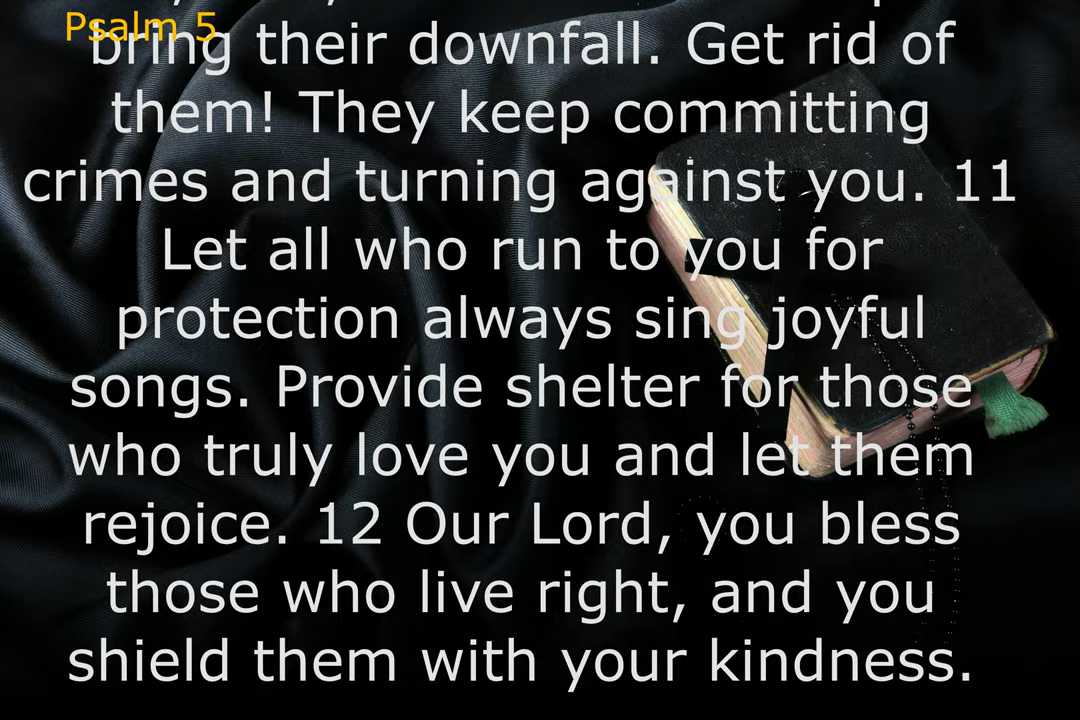 Psalm 5
bring their downfall. Get rid of
them! They keep committing
crimes and turning against you. 11
Let all who run to you for
protection always sing joyful
songs. Provide shelter for those
who truly love you and let them
rejoice. 12 Our Lord, you bless
those who live right, and you
shield them with your kindness.